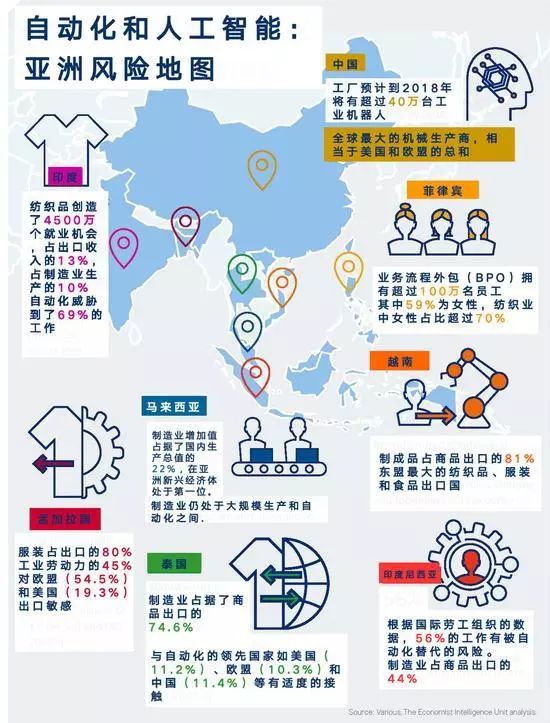 自动化和人工智能：
亚洲风险地图
中国
工厂预计到2018年
将有超过40万台工
业机器人
全球最大的机械生产商，相
当于美国和欧盟的总和
印度
纺织品创造
了4500万
个就业机会
，占出口收
入的13%，
占制造业生
产的10%
自动化威胁
到了69%的
工作
菲律宾
业务流程外包（BPO）拥
有超过100万名员工
其中59%为女性，纺织业
中女性占比超过70%
越南
制成品占商品出口的81%
东盟最大的纺织品、服装
和食品出口国
马来西亚
制造业增加值
占据了国内生
产总值的
22%，在亚
洲新兴经济体
处于第一位。
制造业仍处于大规模生产和自
动化之间.
孟加拉国
服装占出口的80%
工业劳动力的45%
对欧盟（54.5%）
和美国（19.3%）
出口敏感
泰国
制造业占据了商
品出口的
74.6%
与自动化的领先国家如美国（
11.2%）、欧盟（10.3%）和
中国（11.4%）等有适度的接
触
印度尼西亚
根据国际劳工组织的数
据，56%的工作有被自
动化替代的风险。
制造业占商品出口的
44%
Source: Various, The Economist Intelligence Unit analysis.